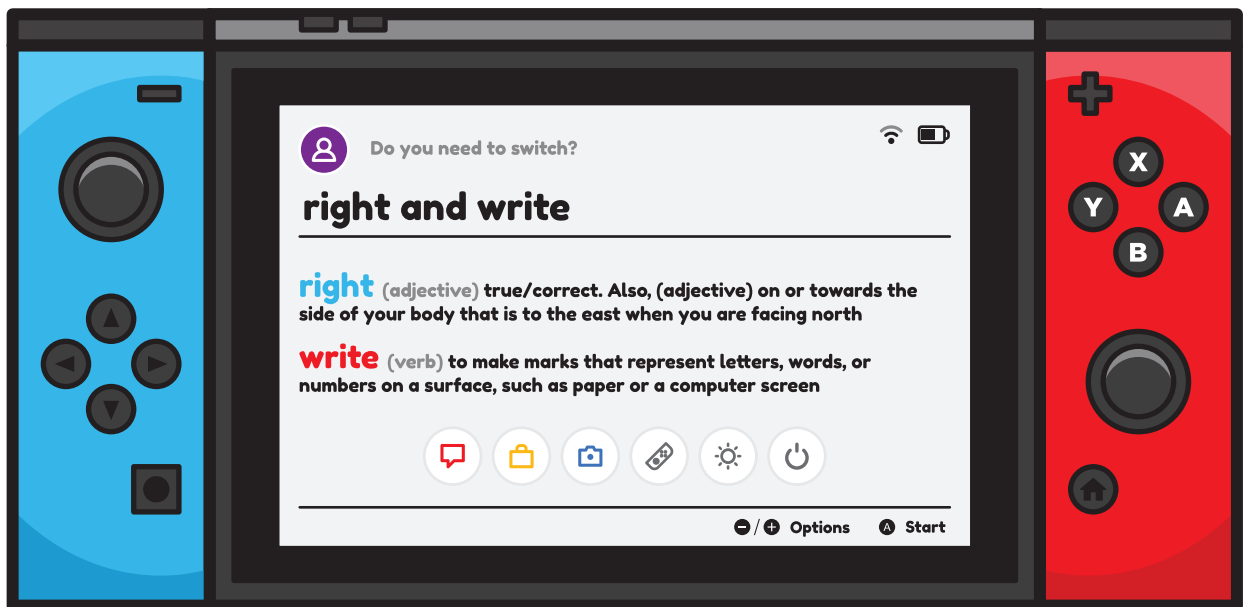 Do you need to switch?
right and write
right (adjective) true/correct. Also, (adjective) on or towards the
side of your body that is to the east when you are facing north
write (verb) to make marks that represent letters, words, or
numbers on a surface, such as paper or a computer screen
−/+ Options A Start
X
Y A
B